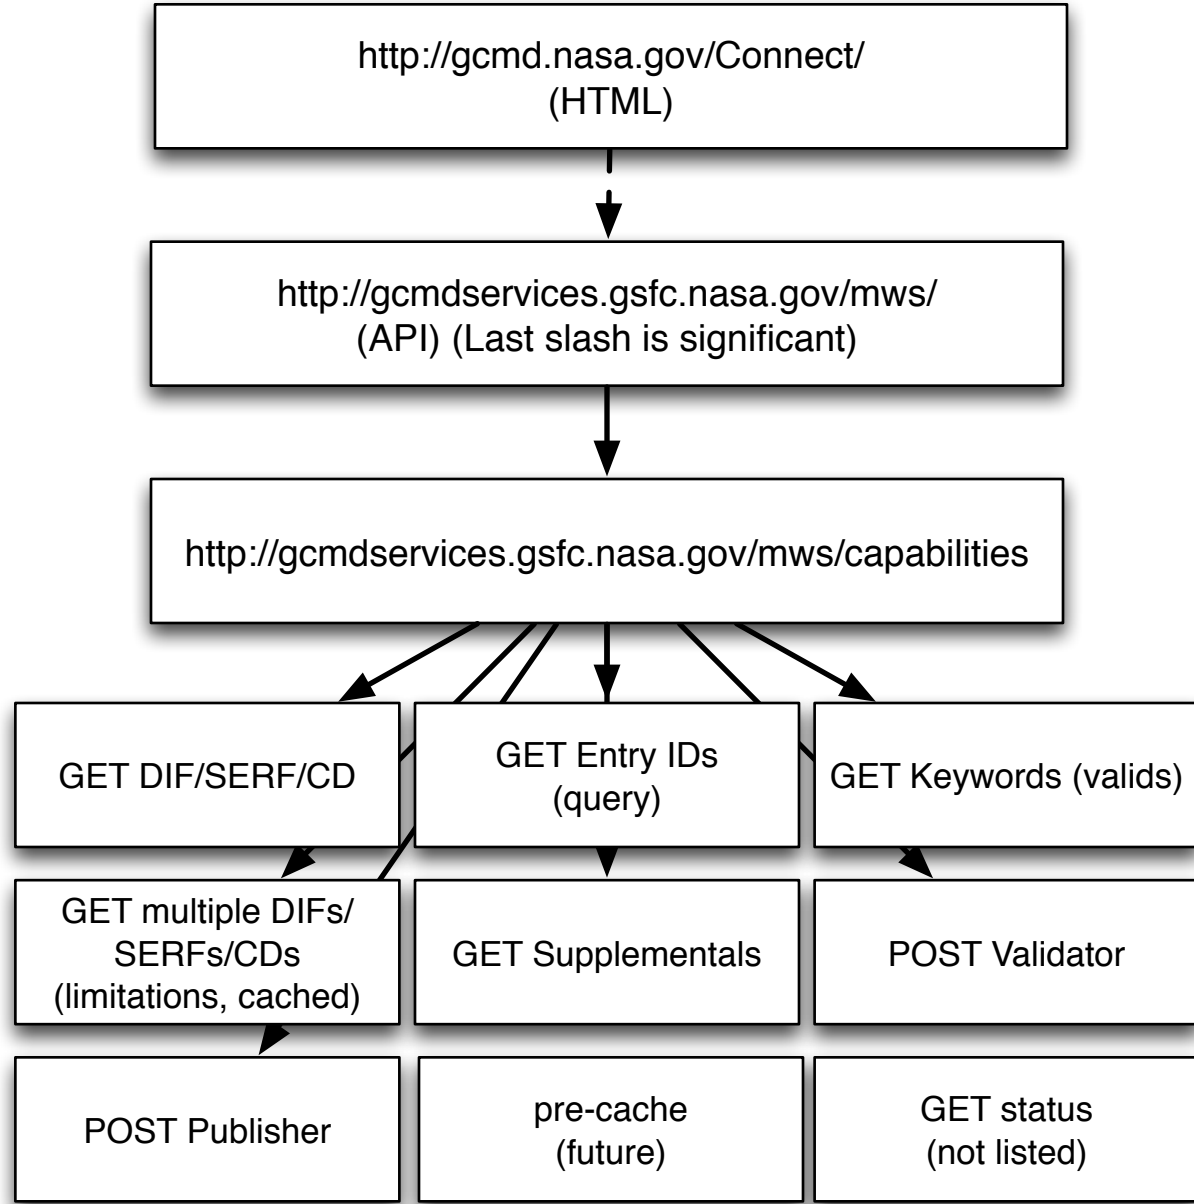 http://gcmd.nasa.gov/Connect/
(HTML)
http://gcmdservices.gsfc.nasa.gov/mws/
(API) (Last slash is significant)
http://gcmdservices.gsfc.nasa.gov/mws/capabilities
GET DIF/SERF/CD
GET Entry IDs
(query)
GET Keywords (valids)
GET multiple DIFs/
SERFs/CDs
(limitations, cached)
GET Supplementals
POST Validator
POST Publisher
pre-cache
(future)
GET status
(not listed)